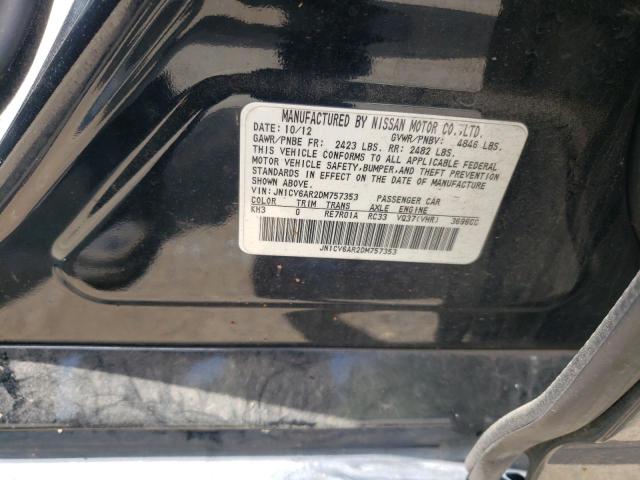 MANUFACTURED BY NISSAN MOTOR CO.,LTD.
DATE: 10/12 GVWR/PNBV: 4848 LBS.
GAWR/PNBE FR: 2423 LBS. RR: 2482 LBS.
THIS VEHICLE CONFORMS TO ALL APPLICABLE FEDERAL
MOTOR VEHICLE SAFETY, BUMPER, AND THEFT PREVENTION
STANDARDS IN EFFECT ON THE DATE OF MANUFACTURE
SHOWN ABOVE.
VIN: JN1CV6AR2DM757353 PASSENGER CAR
COLOR TRIM TRANS AXLE ENGINE
KH3 G RE7R01A RC33 VQ37(VHR) 3696CC
JN1CV6AR2DM757353